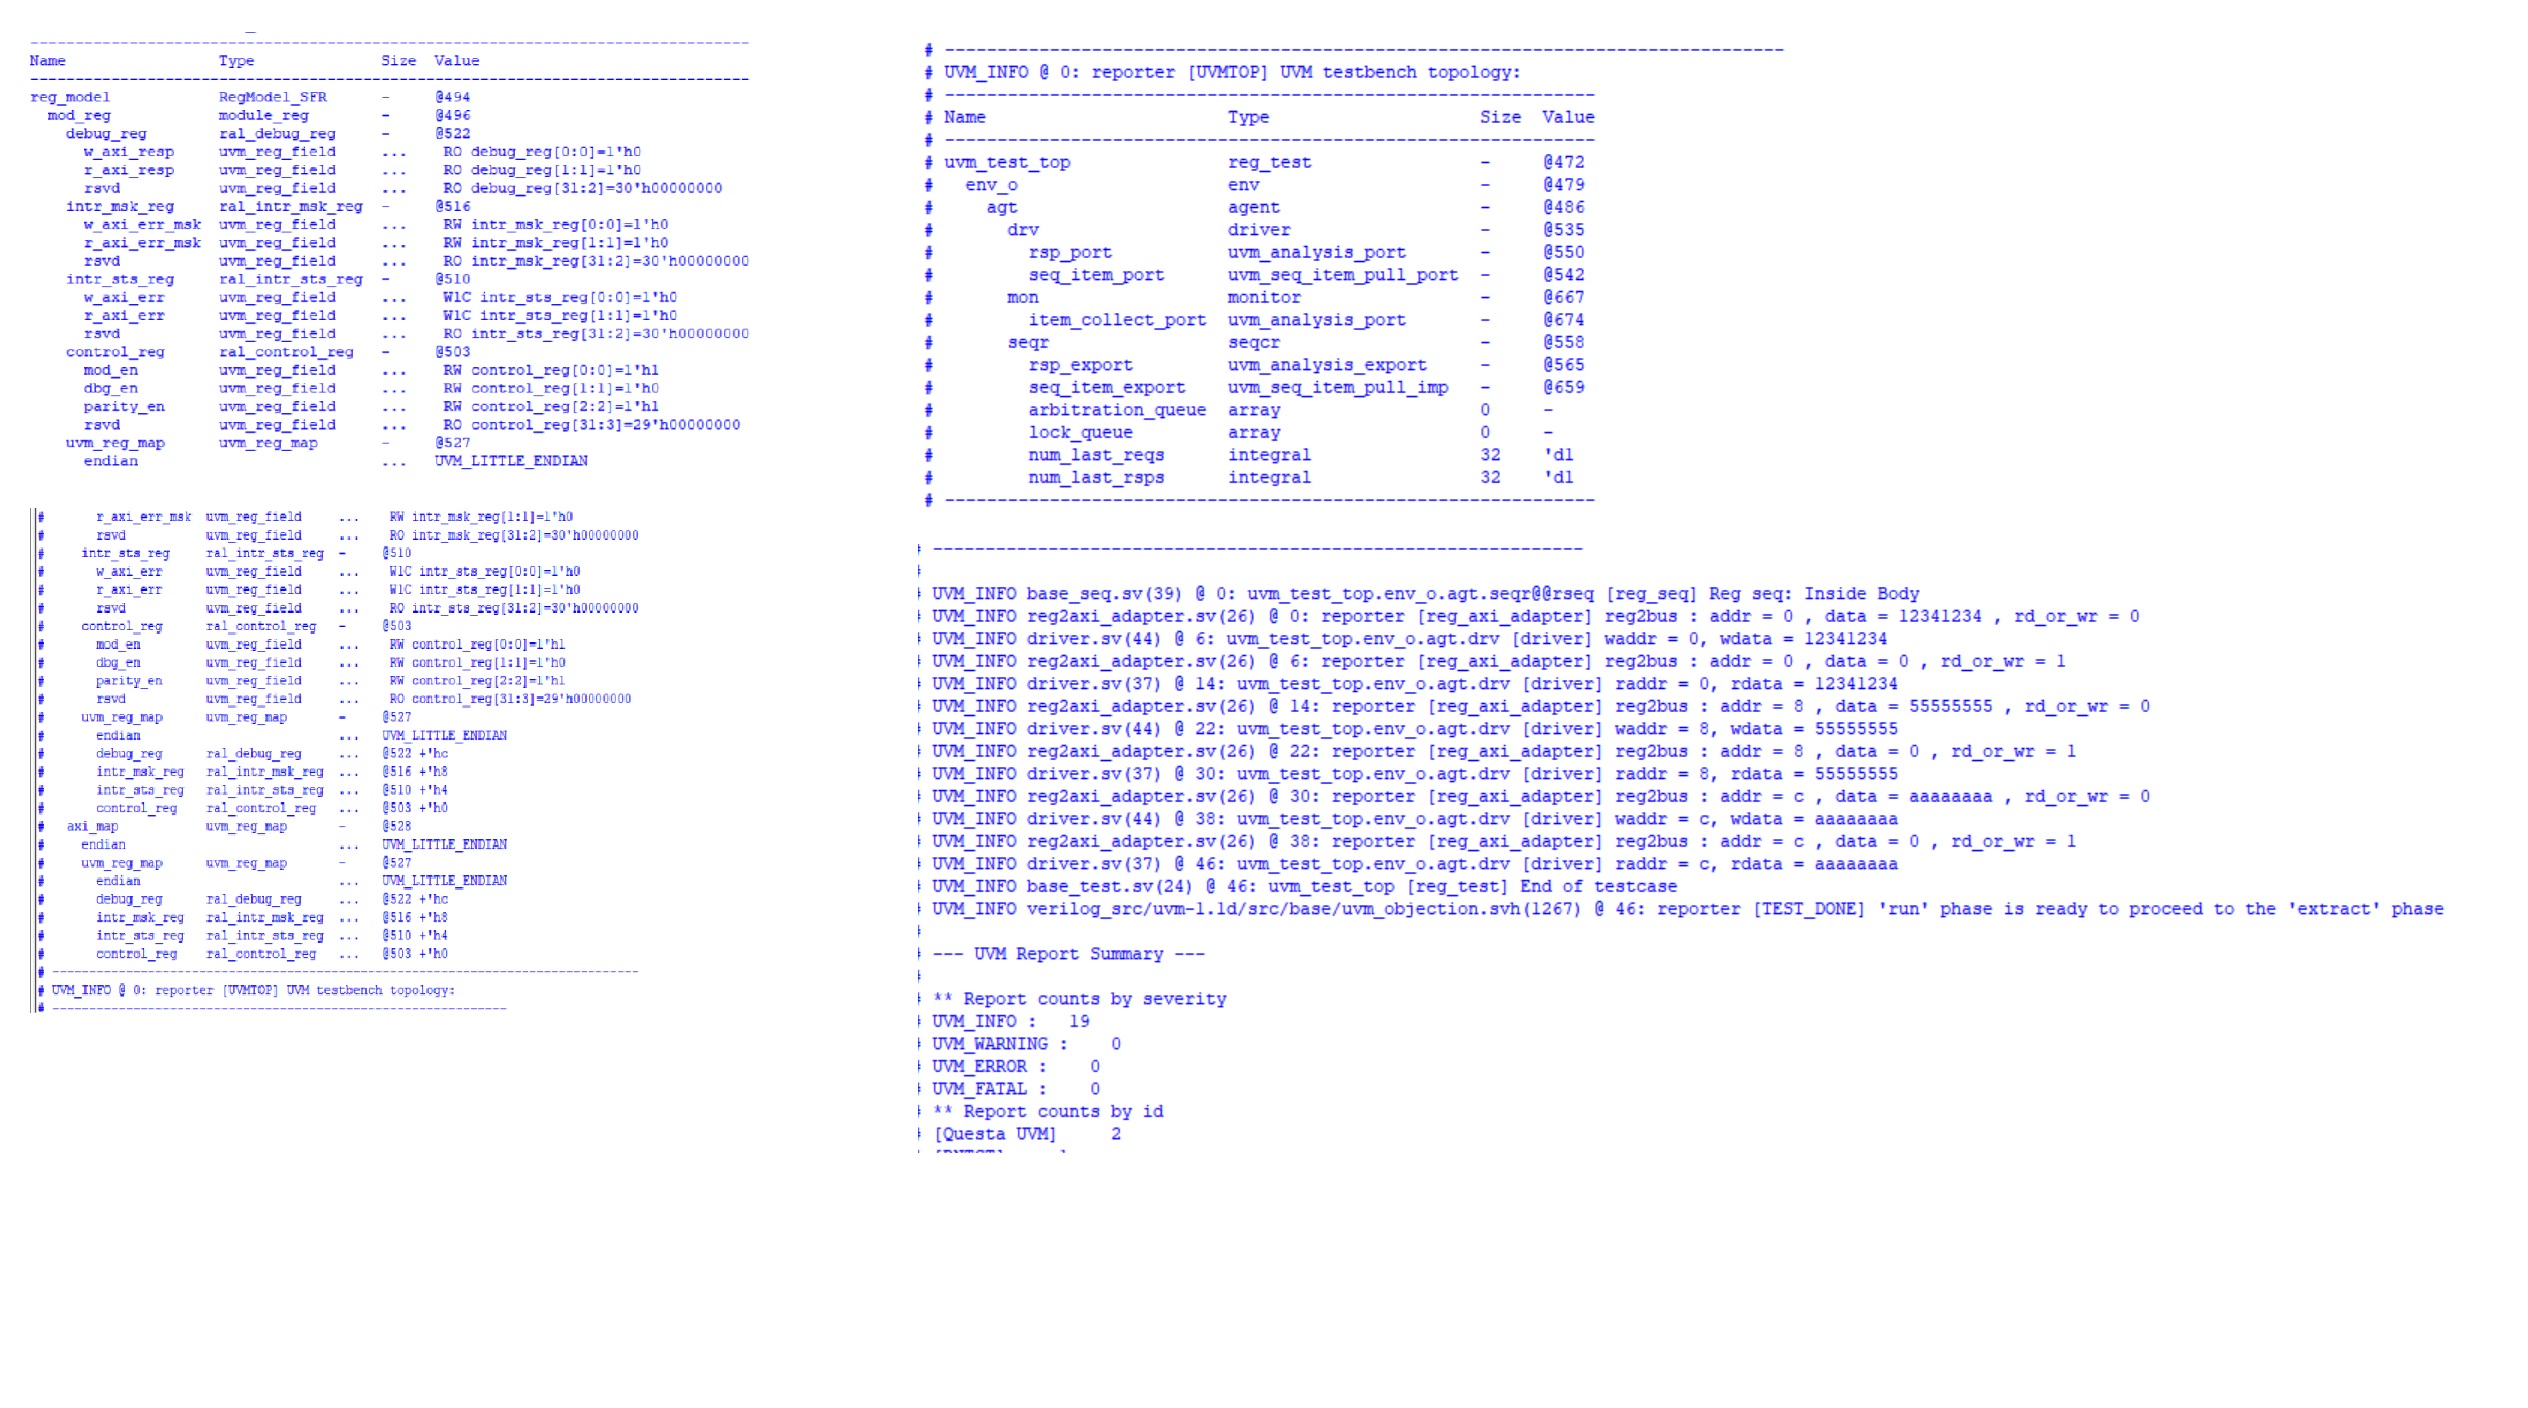 --------------------------------------------------------------------------------
Name Type Size Value
--------------------------------------------------------------------------------
reg_model RegModel_SFR - @494
mod_reg module_reg - @496
debug_reg ral_debug_reg - @522
w_axi_resp uvm_reg_field ... RO debug_reg[0:0]=1'h0
r_axi_resp uvm_reg_field ... RO debug_reg[1:1]=1'h0
rsvd uvm_reg_field ... RO debug_reg[31:2]=30'h00000000
intr_msk_reg ral_intr_msk_reg - @516
w_axi_err_msk uvm_reg_field ... RW intr_msk_reg[0:0]=1'h0
r_axi_err_msk uvm_reg_field ... RW intr_msk_reg[1:1]=1'h0
rsvd uvm_reg_field ... RO intr_msk_reg[31:2]=30'h00000000
intr_sts_reg ral_intr_sts_reg - @510
w_axi_err uvm_reg_field ... W1C intr_sts_reg[0:0]=1'h0
r_axi_err uvm_reg_field ... W1C intr_sts_reg[1:1]=1'h0
rsvd uvm_reg_field ... RO intr_sts_reg[31:2]=30'h00000000
control_reg ral_control_reg - @503
mod_en uvm_reg_field ... RW control_reg[0:0]=1'h1
dbg_en uvm_reg_field ... RW control_reg[1:1]=1'h0
parity_en uvm_reg_field ... RW control_reg[2:2]=1'h1
rsvd uvm_reg_field ... RO control_reg[31:3]=29'h00000000
uvm_reg_map uvm_reg_map - @527
endian ... UVM_LITTLE_ENDIAN
# r_axi_err_msk uvm_reg_field ... RW intr_msk_reg[1:1]=1'h0
# rsvd uvm_reg_field ... RO intr_msk_reg[31:2]=30'h00000000
# intr_sts_reg ral_intr_sts_reg - @510
# w_axi_err uvm_reg_field ... W1C intr_sts_reg[0:0]=1'h0
# r_axi_err uvm_reg_field ... W1C intr_sts_reg[1:1]=1'h0
# rsvd uvm_reg_field ... RO intr_sts_reg[31:2]=30'h00000000
# control_reg ral_control_reg - @503
# mod_en uvm_reg_field ... RW control_reg[0:0]=1'h1
# dbg_en uvm_reg_field ... RW control_reg[1:1]=1'h0
# parity_en uvm_reg_field ... RW control_reg[2:2]=1'h1
# rsvd uvm_reg_field ... RO control_reg[31:3]=29'h00000000
# uvm_reg_map uvm_reg_map - @527
# endian ... UVM_LITTLE_ENDIAN
# debug_reg ral_debug_reg ... @522 +'hc
# intr_msk_reg ral_intr_msk_reg ... @516 +'h8
# intr_sts_reg ral_intr_sts_reg ... @510 +'h4
# control_reg ral_control_reg ... @503 +'h0
# axi_map uvm_reg_map - @528
# endian ... UVM_LITTLE_ENDIAN
# uvm_reg_map uvm_reg_map - @527
# endian ... UVM_LITTLE_ENDIAN
# debug_reg ral_debug_reg ... @522 +'hc
# intr_msk_reg ral_intr_msk_reg ... @516 +'h8
# intr_sts_reg ral_intr_sts_reg ... @510 +'h4
# control_reg ral_control_reg ... @503 +'h0
# --------------------------------------------------------------------------------
# UVM_INFO @ 0: reporter [UVMTOP] UVM testbench topology:
# --------------------------------------------------------------
# --------------------------------------------------------------------------------
# UVM_INFO @ 0: reporter [UVMTOP] UVM testbench topology:
# --------------------------------------------------------------
# Name Type Size Value
# --------------------------------------------------------------
# uvm_test_top reg_test - @472
# env_o env - @479
# agt agent - @486
# drv driver - @535
# rsp_port uvm_analysis_port - @550
# seq_item_port uvm_seq_item_pull_port - @542
# mon monitor - @667
# item_collect_port uvm_analysis_port - @674
# seqr seqcr - @558
# rsp_export uvm_analysis_export - @565
# seq_item_export uvm_seq_item_pull_imp - @659
# arbitration_queue array 0 -
# lock_queue array 0 -
# num_last_reqs integral 32 'd1
# num_last_rsps integral 32 'd1
# --------------------------------------------------------------
# --------------------------------------------------------------
#
# UVM_INFO base_seq.sv(39) @ 0: uvm_test_top.env_o.agt.seqr@@rseq [reg_seq] Reg seq: Inside Body
# UVM_INFO reg2axi_adapter.sv(26) @ 0: reporter [reg_axi_adapter] reg2bus : addr = 0 , data = 12341234 , rd_or_wr = 0
# UVM_INFO driver.sv(44) @ 6: uvm_test_top.env_o.agt.drv [driver] waddr = 0, wdata = 12341234
# UVM_INFO reg2axi_adapter.sv(26) @ 6: reporter [reg_axi_adapter] reg2bus : addr = 0 , data = 0 , rd_or_wr = 1
# UVM_INFO driver.sv(37) @ 14: uvm_test_top.env_o.agt.drv [driver] raddr = 0, rdata = 12341234
# UVM_INFO reg2axi_adapter.sv(26) @ 14: reporter [reg_axi_adapter] reg2bus : addr = 8 , data = 55555555 , rd_or_wr = 0
# UVM_INFO driver.sv(44) @ 22: uvm_test_top.env_o.agt.drv [driver] waddr = 8, wdata = 55555555
# UVM_INFO reg2axi_adapter.sv(26) @ 22: reporter [reg_axi_adapter] reg2bus : addr = 8 , data = 0 , rd_or_wr = 1
# UVM_INFO driver.sv(37) @ 30: uvm_test_top.env_o.agt.drv [driver] raddr = 8, rdata = 55555555
# UVM_INFO reg2axi_adapter.sv(26) @ 30: reporter [reg_axi_adapter] reg2bus : addr = c , data = aaaaaaaa , rd_or_wr = 0
# UVM_INFO driver.sv(44) @ 38: uvm_test_top.env_o.agt.drv [driver] waddr = c, wdata = aaaaaaaa
# UVM_INFO reg2axi_adapter.sv(26) @ 38: reporter [reg_axi_adapter] reg2bus : addr = c , data = 0 , rd_or_wr = 1
# UVM_INFO driver.sv(37) @ 46: uvm_test_top.env_o.agt.drv [driver] raddr = c, rdata = aaaaaaaa
# UVM_INFO base_test.sv(24) @ 46: uvm_test_top [reg_test] End of testcase
# UVM_INFO verilog_src/uvm-1.1d/src/base/uvm_objection.svh(1267) @ 46: reporter [TEST_DONE] 'run' phase is ready to proceed to the 'extract' phase
#
# --- UVM Report Summary ---
#
# ** Report counts by severity
# UVM_INFO : 19
# UVM_WARNING : 0
# UVM_ERROR : 0
# UVM_FATAL : 0
# ** Report counts by id
# [Questa UVM] 2